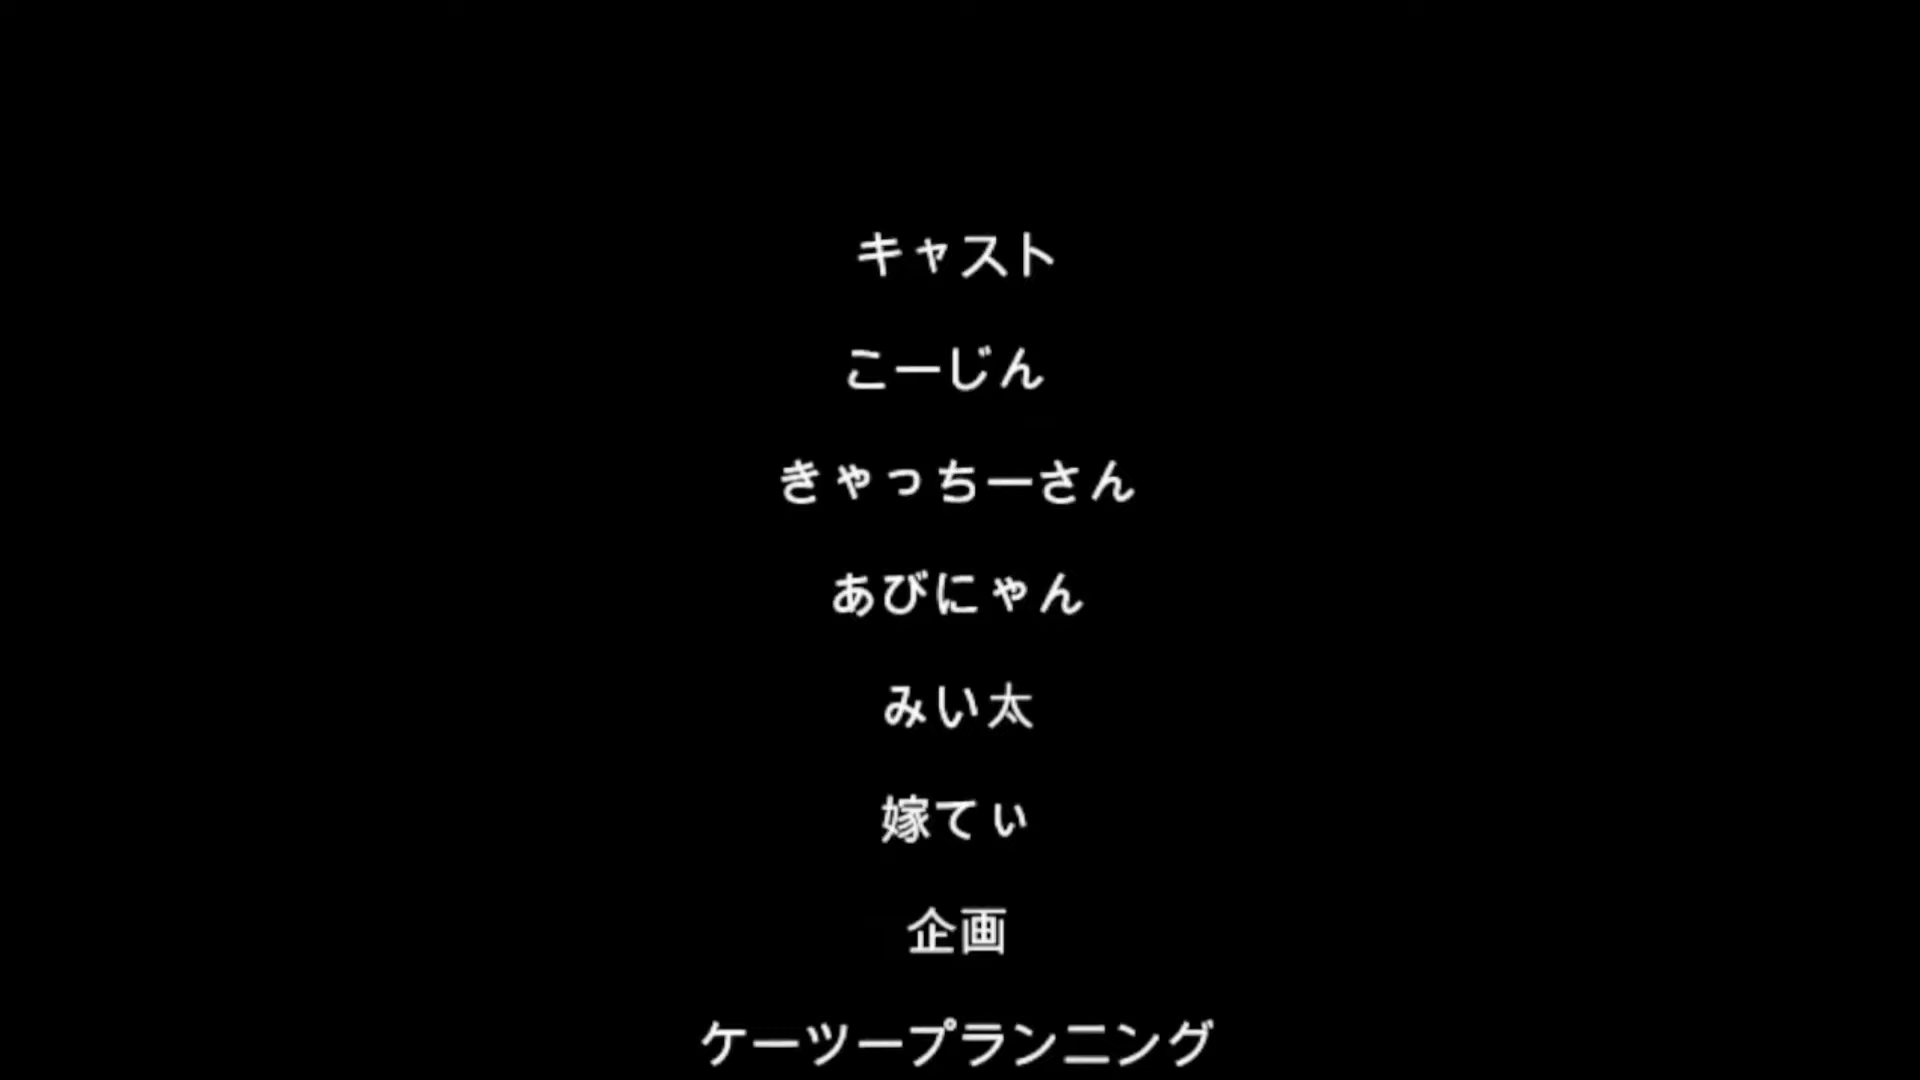 キャスト
こーじん
きゃっちーさん
あびにゃん
みい太
嫁てぃ
企画
ケーツープランニング